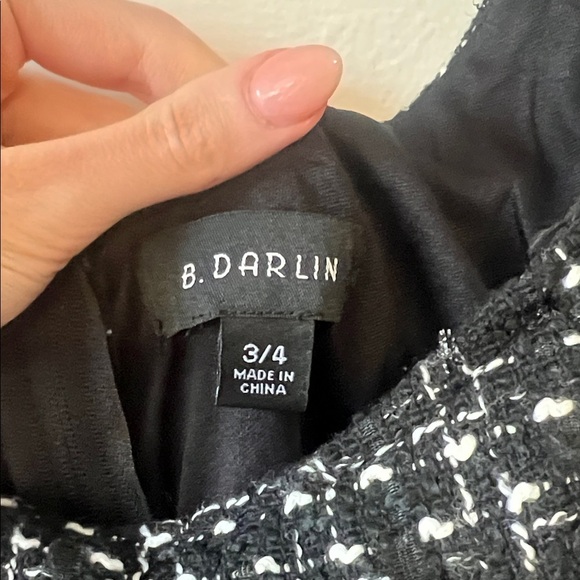 B. DARLIN
3/4
MADE IN
CHINA